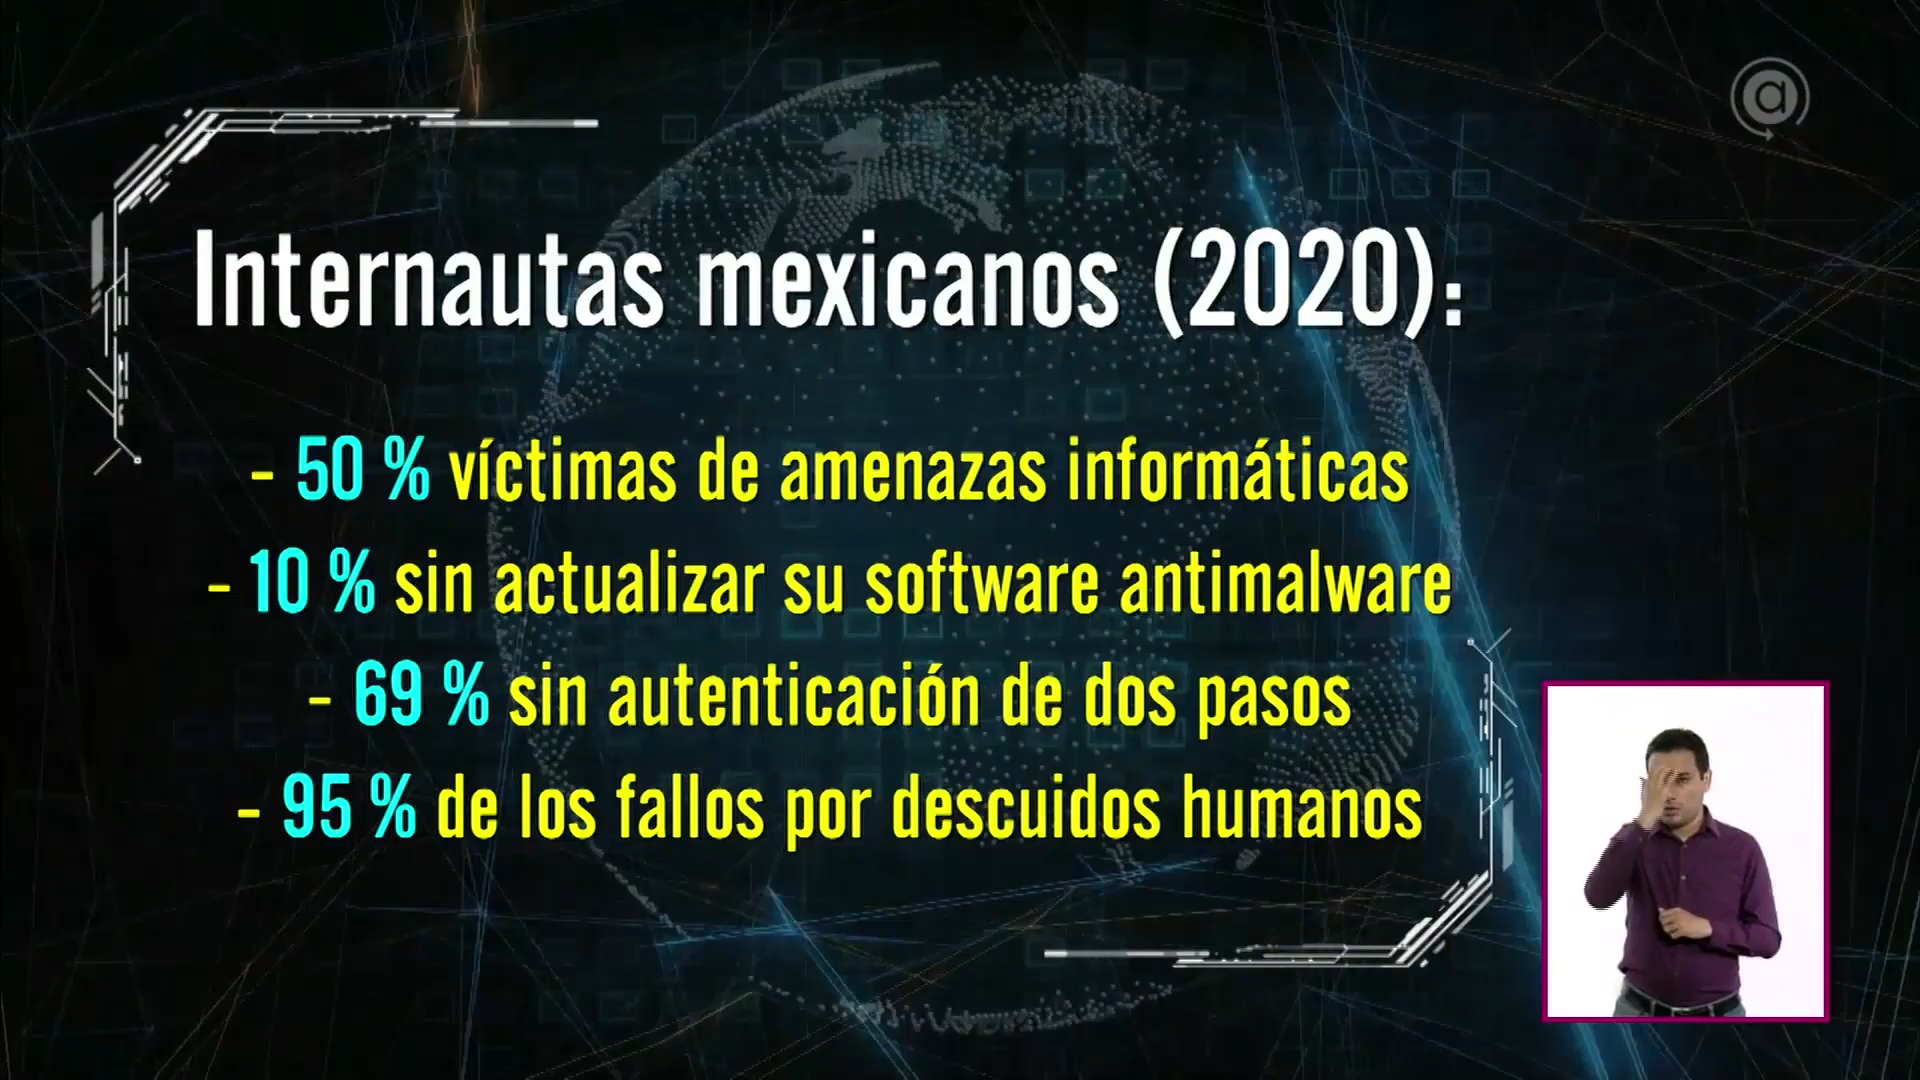 Internautas mexicanos (2020):
- 50 % víctimas de amenazas informáticas
- 10 % sin actualizar su software antimalware
- 69 % sin autenticación de dos pasos
- 95 % de los fallos por descuidos humanos
a